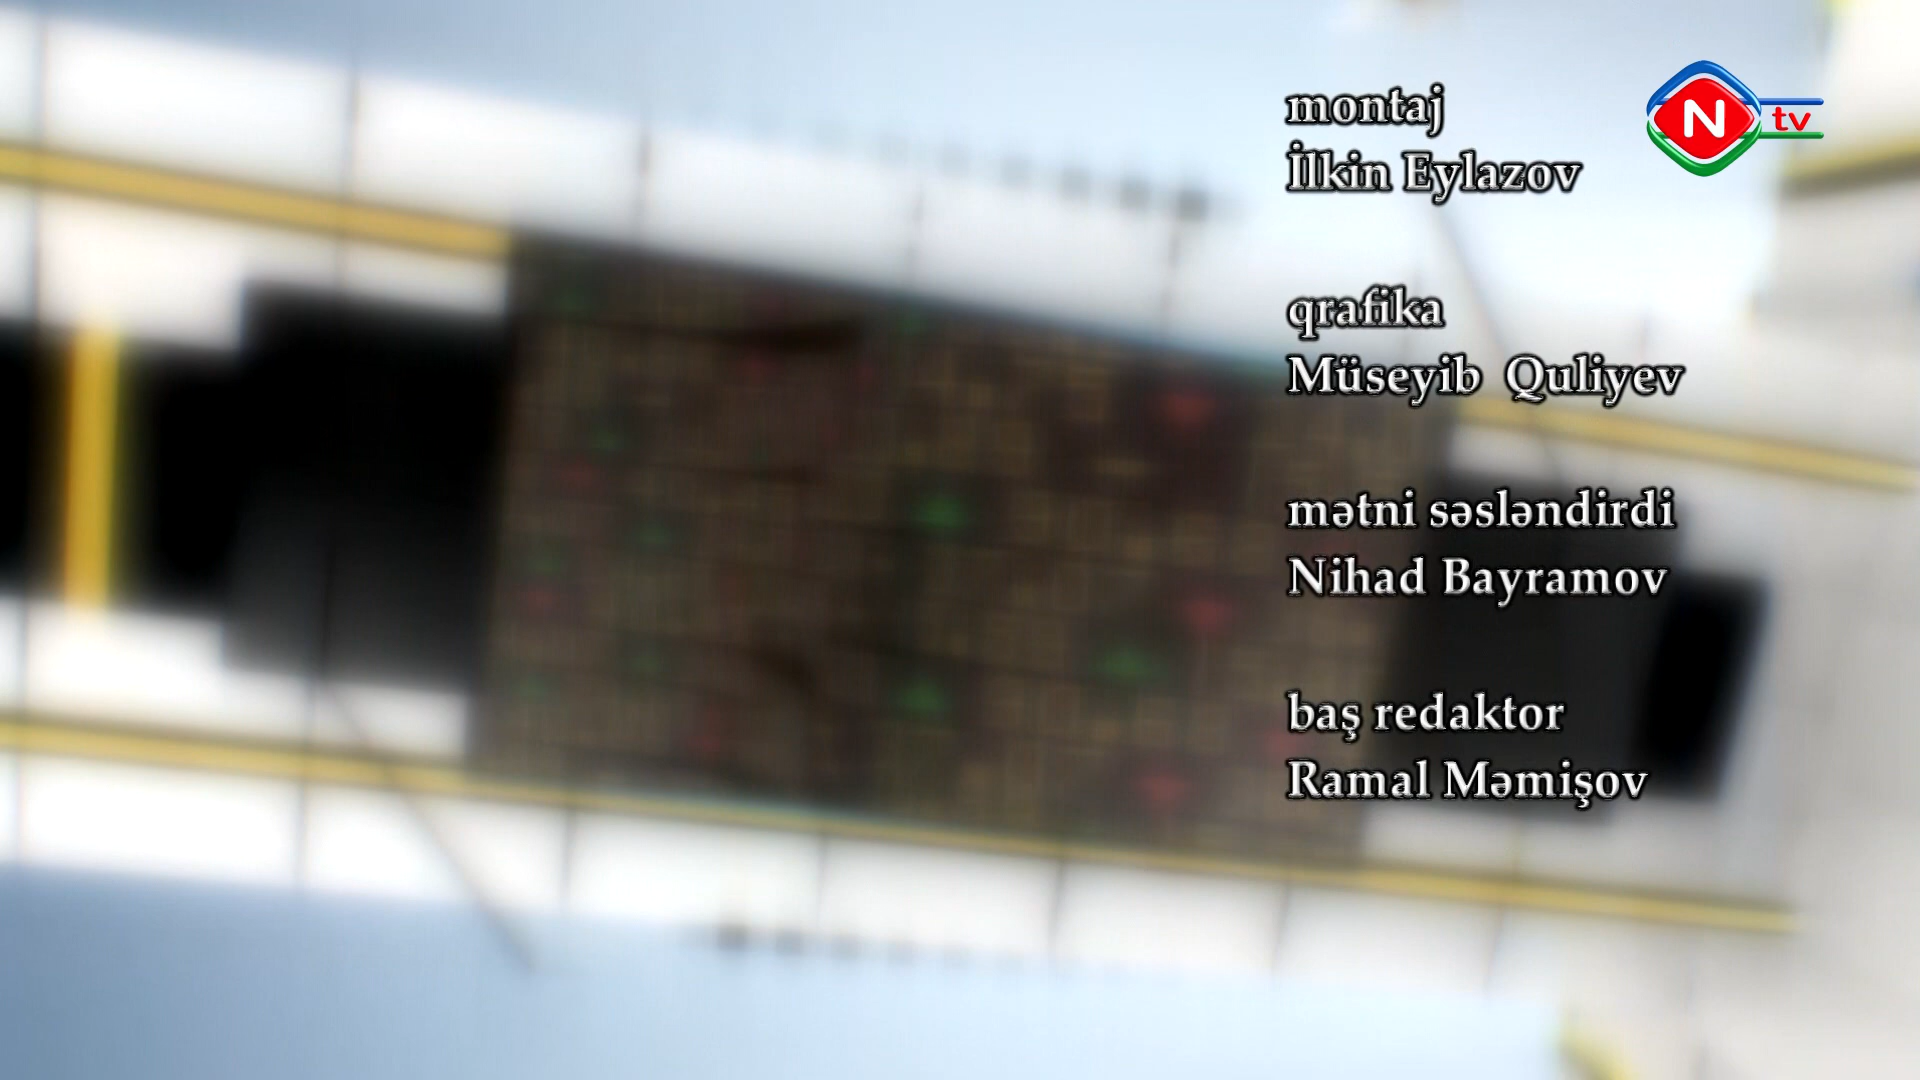 montaj
İlkin Eylazov
qrafika
Müseyib Quliyev
mətni səsləndirdi
Nihad Bayramov
baş redaktor
Ramal Məmişov
N tv